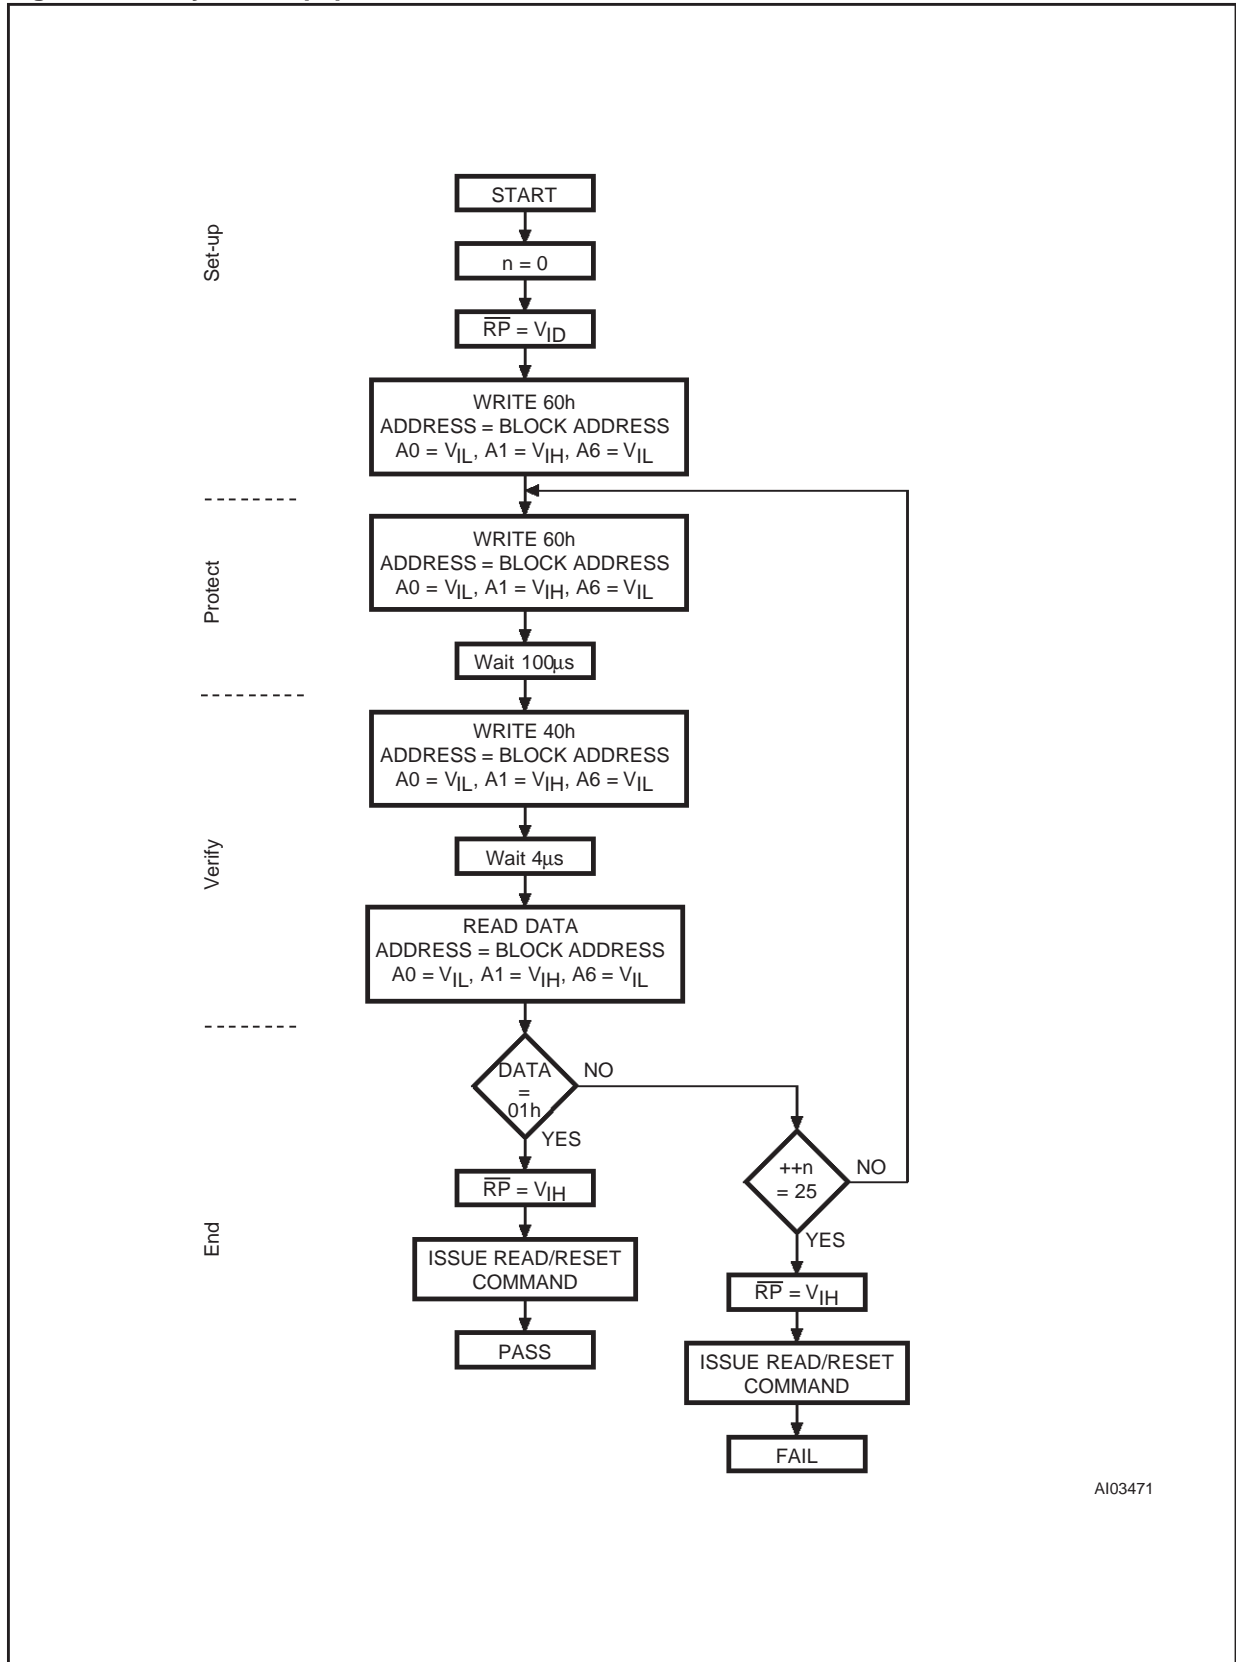 Set-up
START
n = 0
RP = VID
WRITE 60h
ADDRESS = BLOCK ADDRESS
A0 = VIL, A1 = VIH, A6 = VIL
Protect
WRITE 60h
ADDRESS = BLOCK ADDRESS
A0 = VIL, A1 = VIH, A6 = VIL
Wait 100µs
Verify
WRITE 40h
ADDRESS = BLOCK ADDRESS
A0 = VIL, A1 = VIH, A6 = VIL
Wait 4µs
READ DATA
ADDRESS = BLOCK ADDRESS
A0 = VIL, A1 = VIH, A6 = VIL
End
DATA
=
01h
NO
YES
++n
= 25
NO
YES
RP = VIH
ISSUE READ/RESET
COMMAND
PASS
RP = VIH
ISSUE READ/RESET
COMMAND
FAIL
AI03471